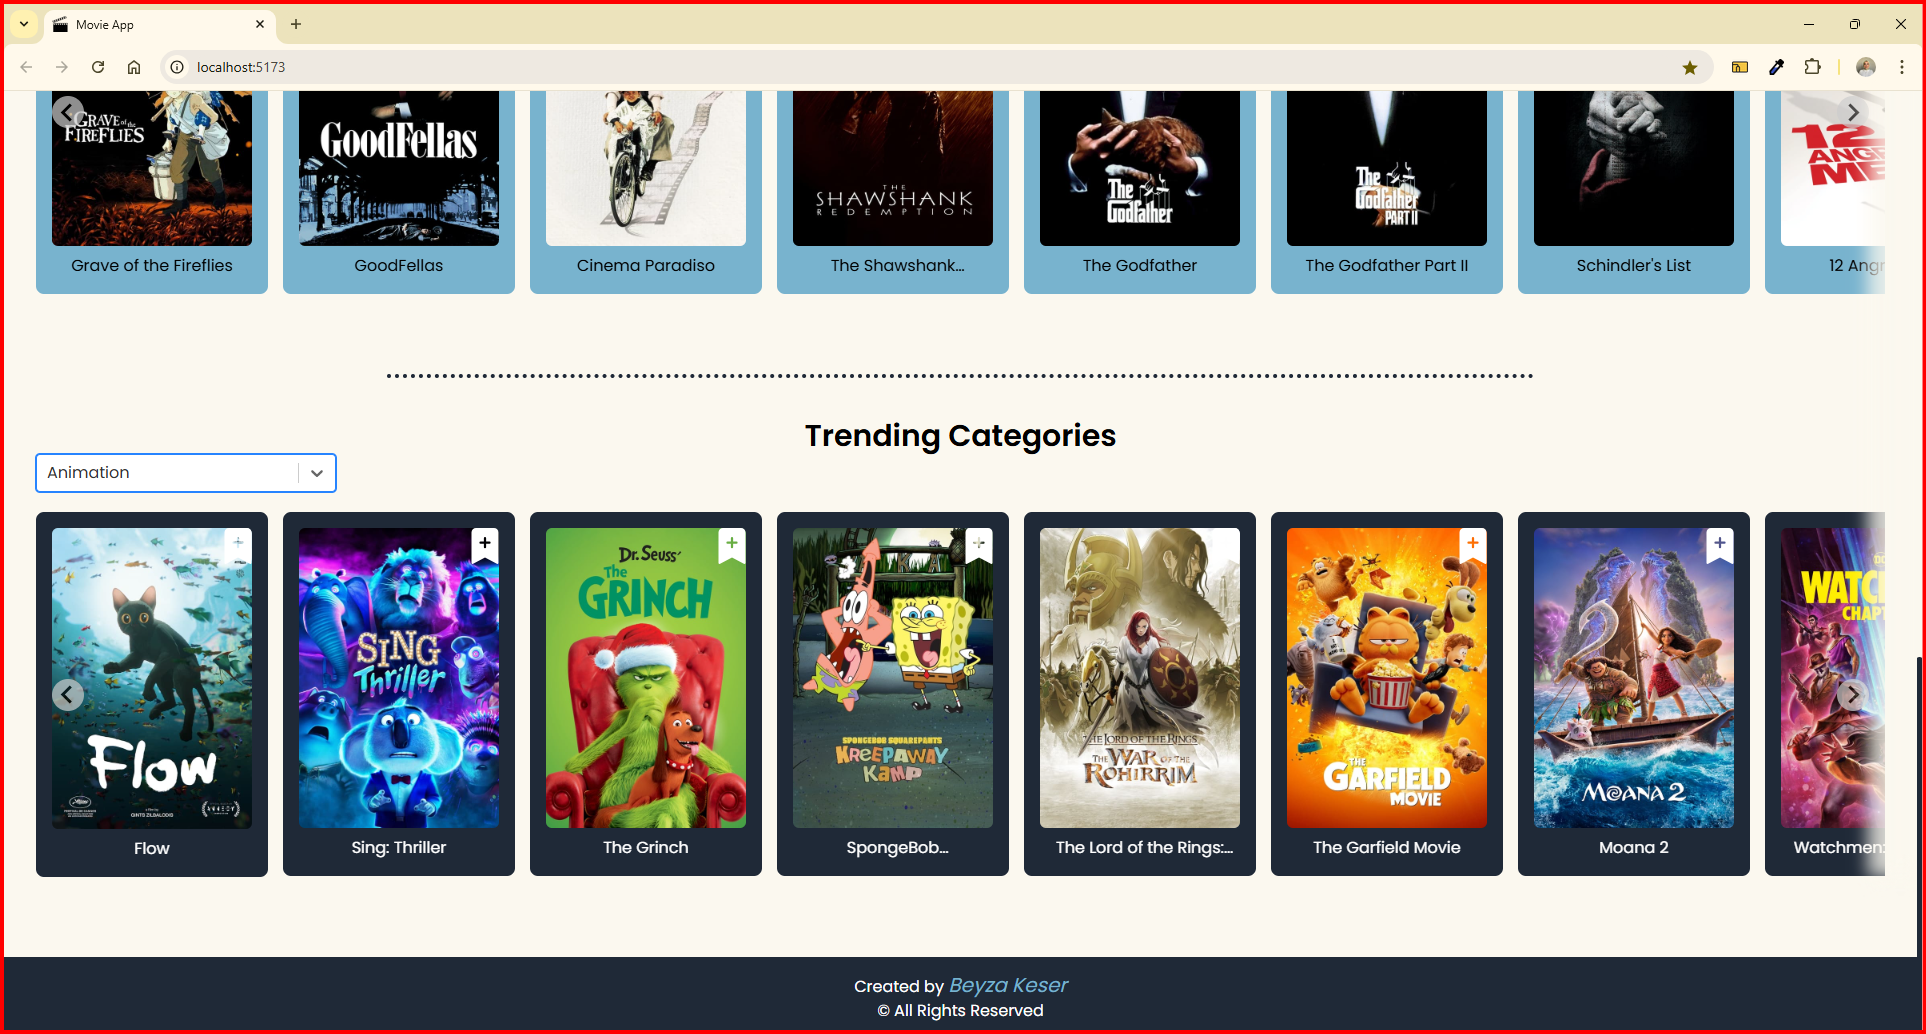 Movie App
localhost:5173
GRAVE of the FIREFLIES
GOODFELLAS
THE SHAWSHANK REDEMPTION
The Godfather
The Godfather PART II
12 ANGR
ME
Grave of the Fireflies
GoodFellas
Cinema Paradiso
The Shawshank...
The Godfather
The Godfather Part II
Schindler's List
12 Angr
Trending Categories
Animation
Flow
GINTS ZILBALODIS
SING Thriller
Dr. Seuss'
The GRINCH
SPONGEBOB SQUAREPANTS
KREEPAWAY KAMP
THE LORD OF THE RINGS
THE WAR OF THE ROHIRRIM
THE GARFIELD MOVIE
MOANA 2
WATC
CHAP
Flow
Sing: Thriller
The Grinch
SpongeBob...
The Lord of the Rings:...
The Garfield Movie
Moana 2
Watchmen:
Created by Beyza Keser
© All Rights Reserved